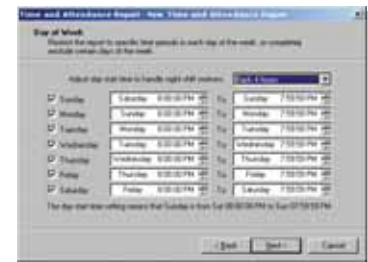 Time and Attendance Report - New Time and Attendance Report
Day of Week
Restrict the report to specific time periods in each day of the week, or completely
exclude certain days of the week.
Adjust day start time to handle night shift workers: Back 4 hours
Sunday Saturday 8:00:00 PM To Sunday 7:59:59 PM
Monday Sunday 8:00:00 PM To Monday 7:59:59 PM
Tuesday Monday 8:00:00 PM To Tuesday 7:59:59 PM
Wednesday Tuesday 8:00:00 PM To Wednesday 7:59:59 PM
Thursday Wednesday 8:00:00 PM To Thursday 7:59:59 PM
Friday Thursday 8:00:00 PM To Friday 7:59:59 PM
Saturday Friday 8:00:00 PM To Saturday 7:59:59 PM
The day start time setting means that Sunday is from Sat 08:00:00 PM to Sun 07:59:59 PM
< Back Next > Cancel